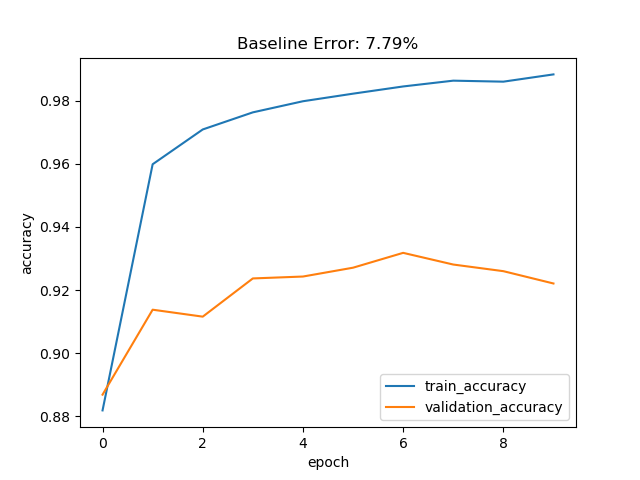 Baseline Error: 7.79%
accuracy
0.98
0.96
0.94
0.92
0.90
0.88
train_accuracy
validation_accuracy
0 2 4 6 8
epoch